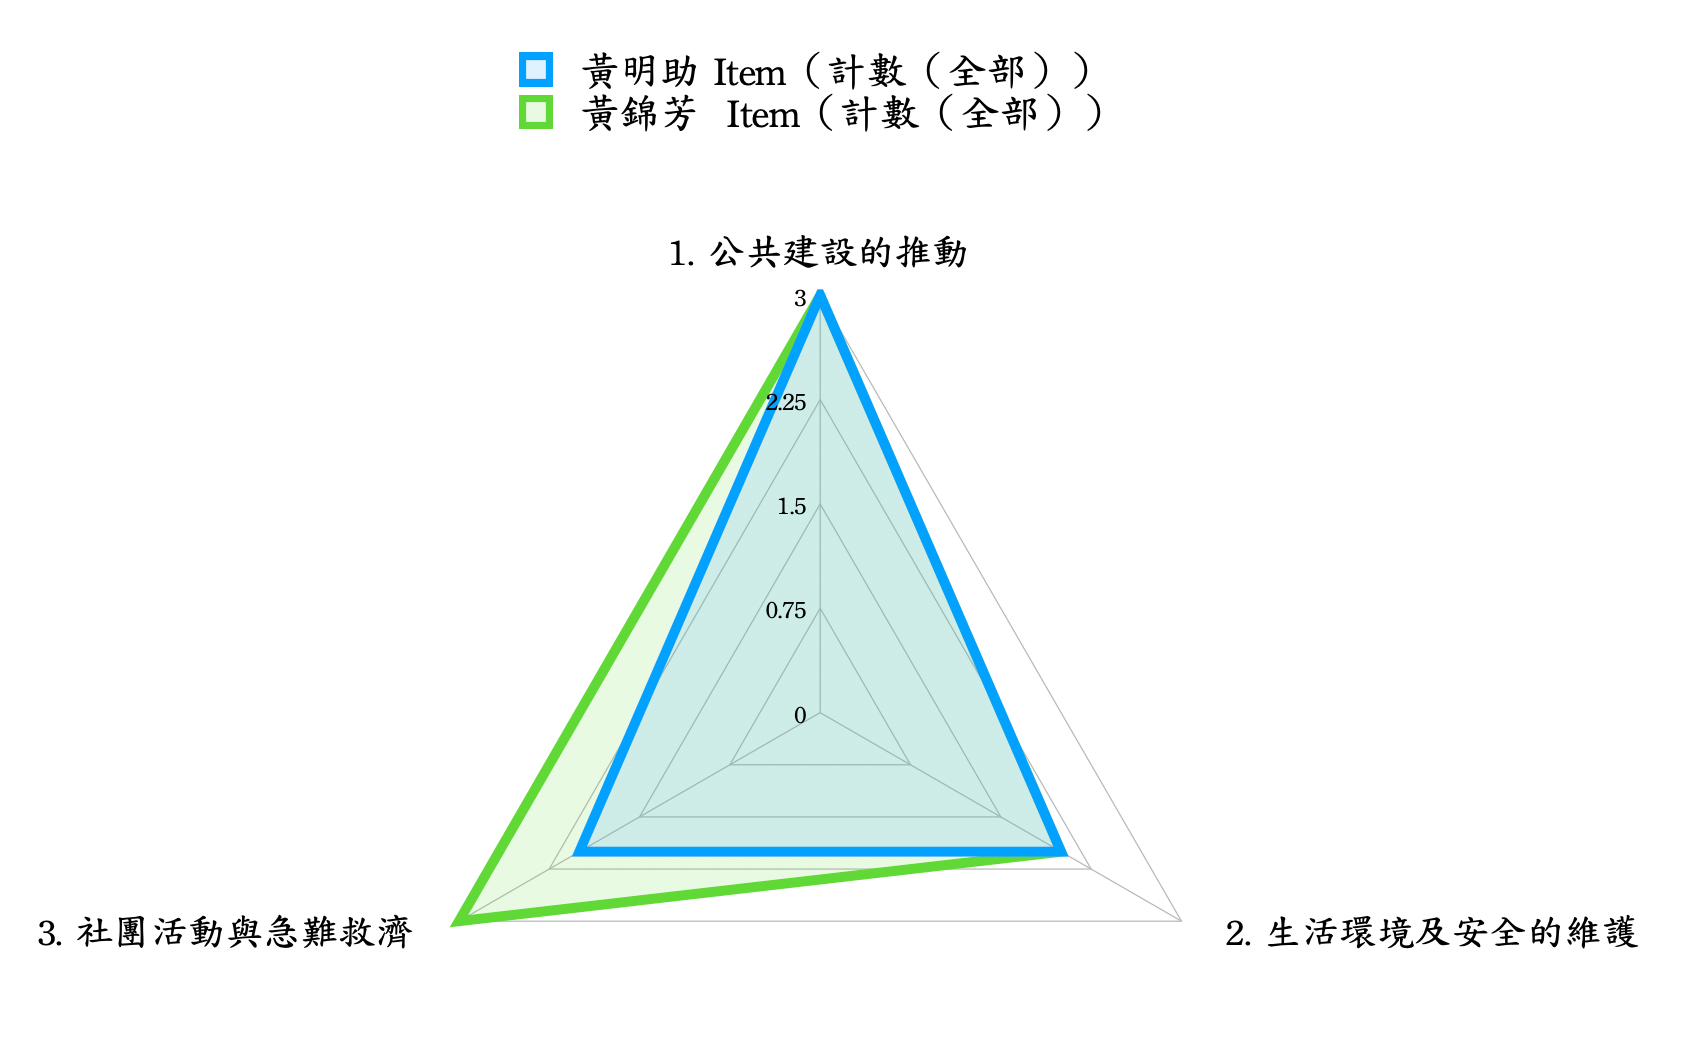 黃明助 Item（計數（全部））
黃錦芳 Item（計數（全部））
1. 公共建設的推動
3
2.25
1.5
0.75
0
3. 社團活動與急難救濟
2. 生活環境及安全的維護